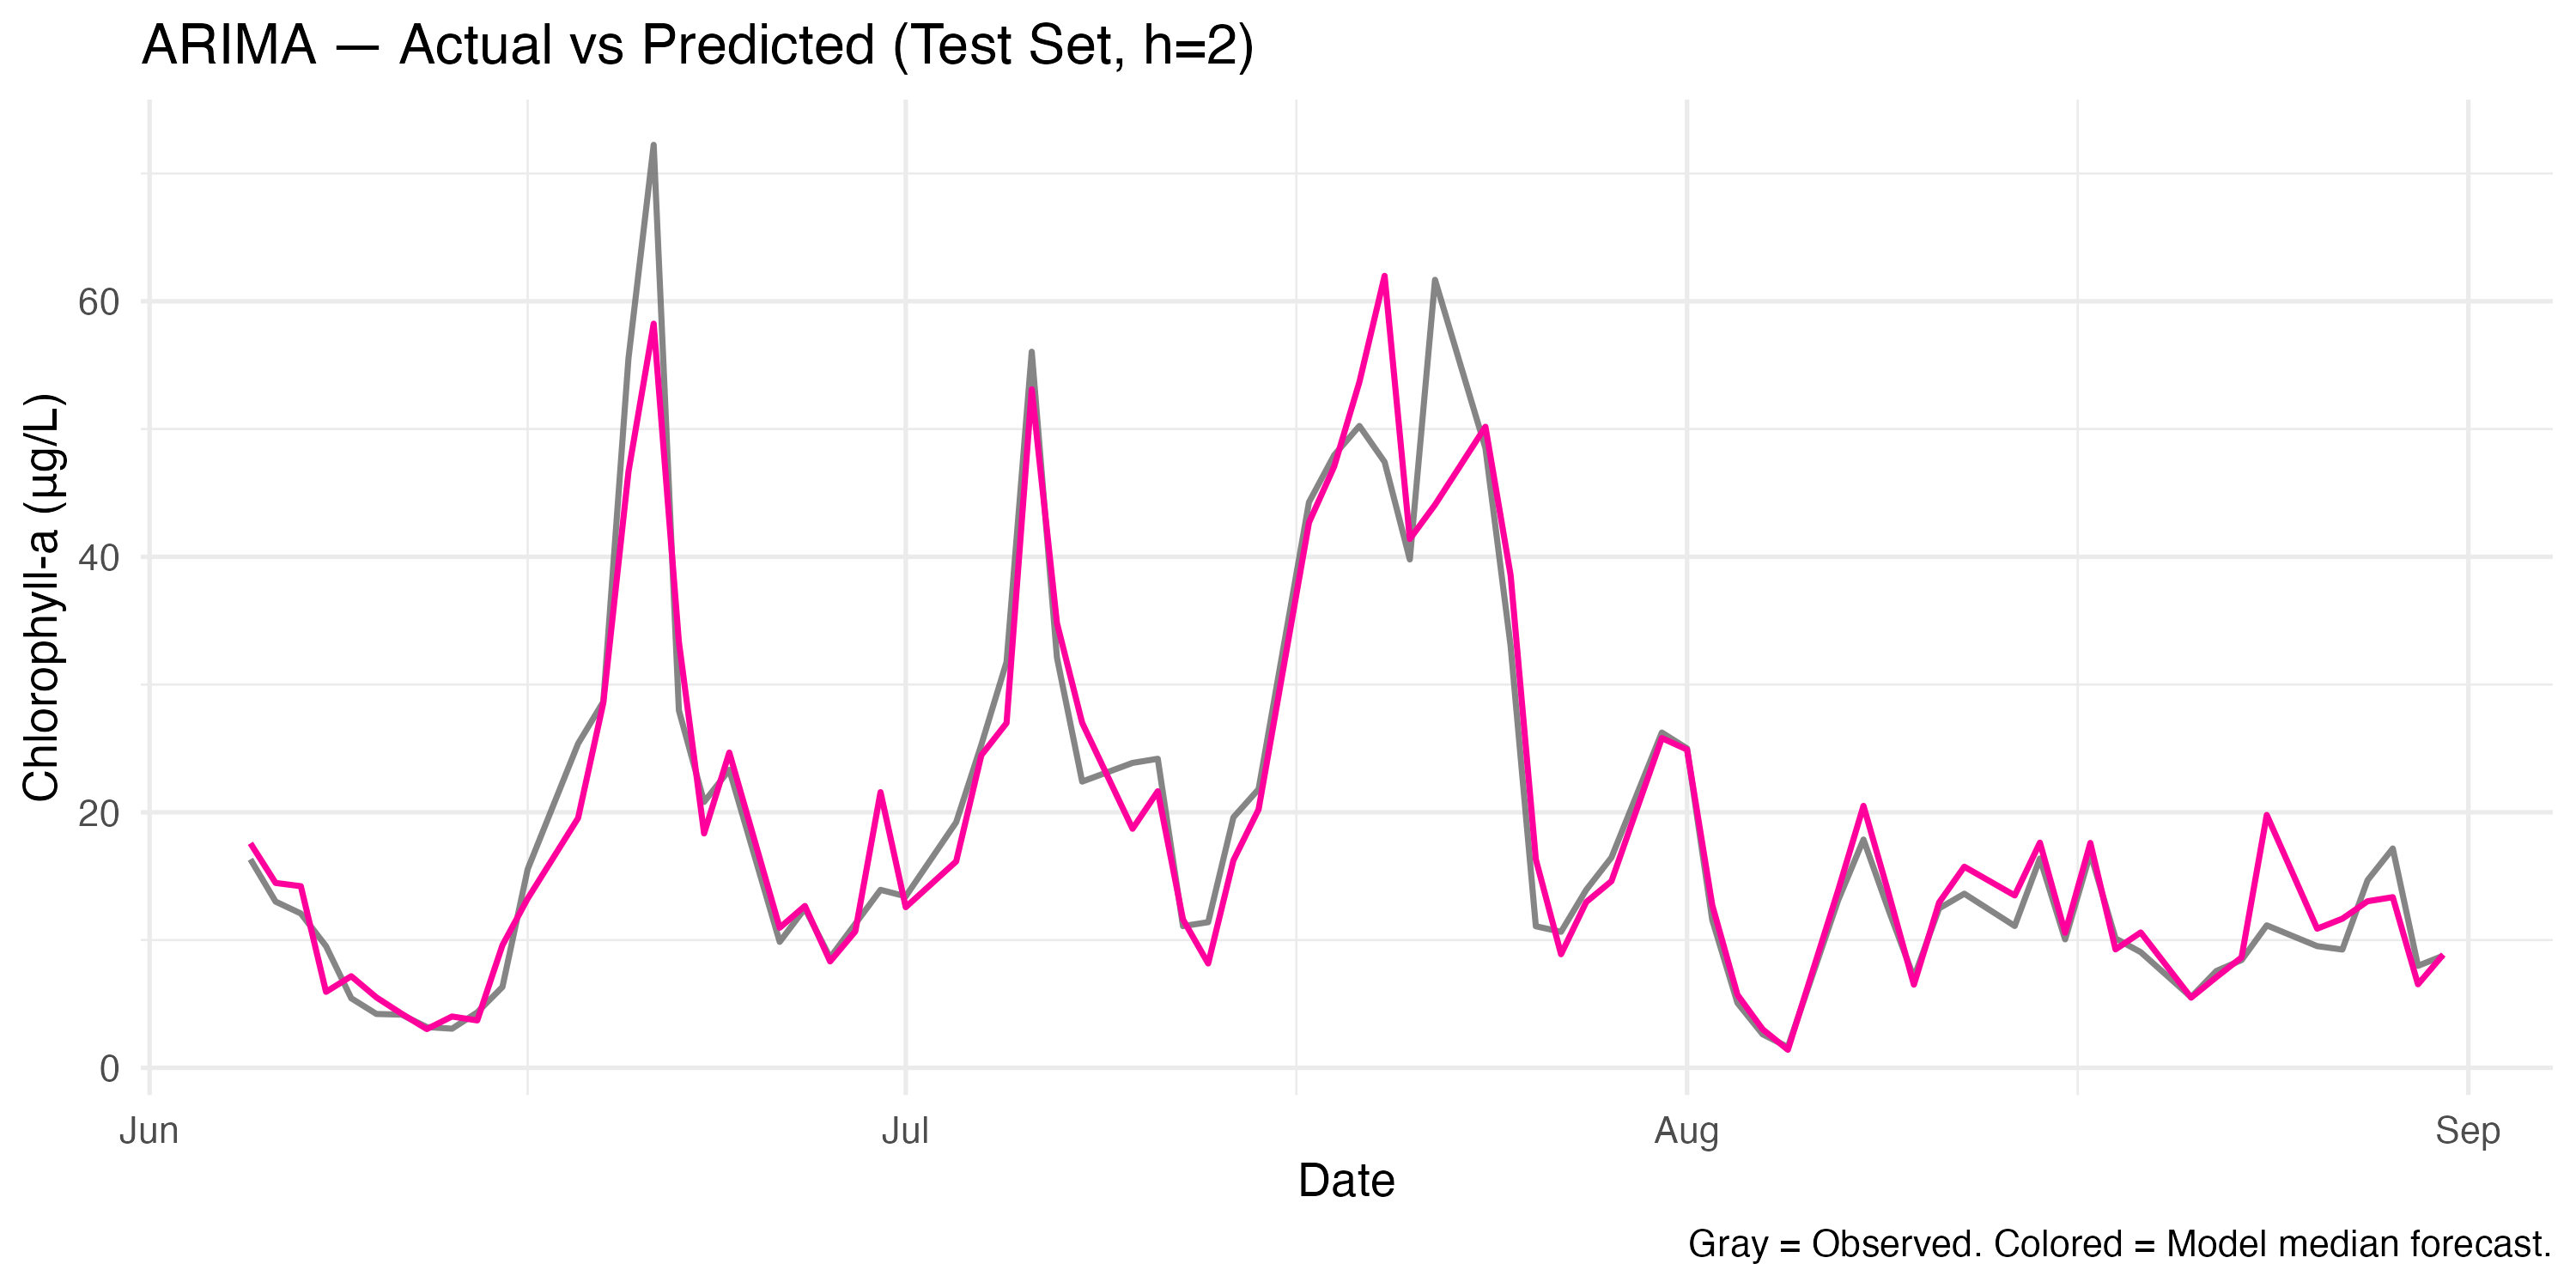 ARIMA — Actual vs Predicted (Test Set, h=2)
Chlorophyll-a (µg/L)
60
40
20
0
Jun
Jul
Aug
Sep
Date
Gray = Observed. Colored = Model median forecast.